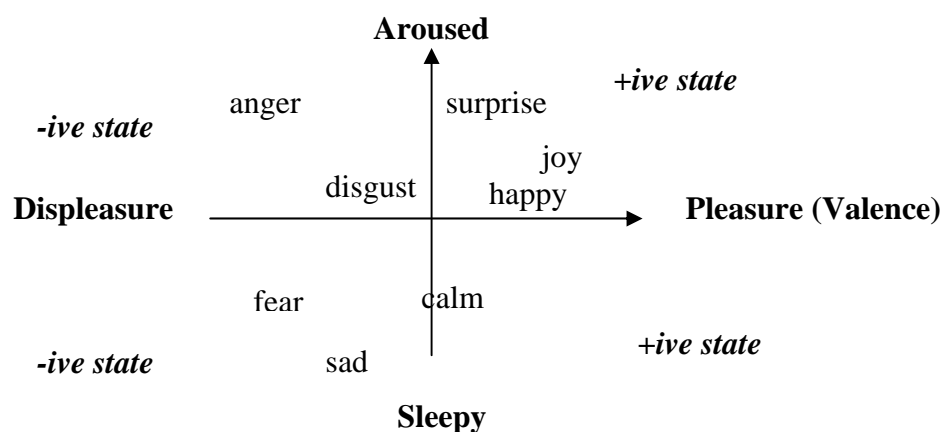 Aroused
+ive state
anger
surprise
-ive state
joy
disgust
happy
Displeasure
Pleasure (Valence)
fear
calm
+ive state
-ive state
sad
Sleepy